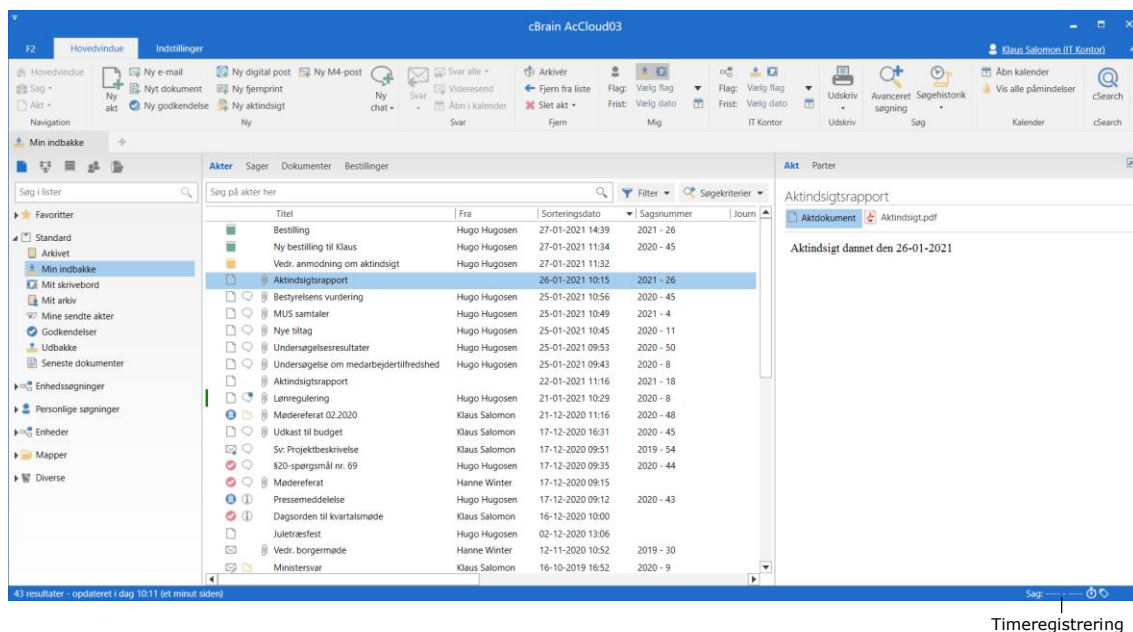 cBrain AcCloud03
F2 Hovedvindue Indstillinger Klaus Salomon (IT Kontor)
Hovedvindue Ny e-mail Ny digital post Ny M4-post Svar alle Arkivér Åbn kalender
Sag Nyt dokument Ny fjernprint Videresend Fjern fra liste Flag: Vælg flag Flag: Vælg flag Vis alle påmindelser
Akt Ny akt Ny godkendelse Ny aktindsigt Ny chat Svar Åbn i kalender Slet akt Frist: Vælg dato Frist: Vælg dato Udskriv Avanceret søgning Søgehistorik cSearch
Navigation Ny Svar Fjern Mig IT Kontor Udskriv Søg Kalender cSearch
Min indbakke +
Akter Sager Dokumenter Bestillinger
Søg i lister
Søg på akter her Filter Søgekriterier
Favoritter
Standard
Arkivet
Min indbakke
Mit skrivebord
Mit arkiv
Mine sendte akter
Godkendelser
Udbakke
Seneste dokumenter
Enhedssøgninger
Personlige søgninger
Enheder
Mapper
Diverse
Titel Fra Sorteringsdato Sagsnummer Journ
Bestilling Hugo Hugosen 27-01-2021 14:39 2021 - 26
Ny bestilling til Klaus Hugo Hugosen 27-01-2021 11:34 2020 - 45
Vedr. anmodning om aktindsigt Hugo Hugosen 27-01-2021 11:32
Aktindsigtsrapport 26-01-2021 10:15 2021 - 26
Bestyrelsens vurdering Hugo Hugosen 25-01-2021 10:56 2020 - 45
MUS samtaler Hugo Hugosen 25-01-2021 10:49 2021 - 4
Nye tiltag Hugo Hugosen 25-01-2021 10:45 2020 - 11
Undersøgelsesresultater Hugo Hugosen 25-01-2021 09:53 2020 - 50
Undersøgelse om medarbejdertilfredshed Hugo Hugosen 25-01-2021 09:43 2020 - 8
Aktindsigtsrapport 22-01-2021 11:16 2021 - 18
Lønregulering Hugo Hugosen 21-01-2021 10:29 2020 - 8
Mødereferat 02.2020 Klaus Salomon 21-12-2020 11:16 2020 - 48
Udkast til budget Klaus Salomon 17-12-2020 16:31 2020 - 45
Sv: Projektbeskrivelse Klaus Salomon 17-12-2020 09:51 2019 - 54
§20-spørgsmål nr. 69 Hugo Hugosen 17-12-2020 09:35 2020 - 44
Mødereferat Hanne Winter 17-12-2020 09:15
Pressemeddelelse Hugo Hugosen 17-12-2020 09:12 2020 - 43
Dagsorden til kvartalsmøde Klaus Salomon 16-12-2020 10:00
Juletræsfest Hugo Hugosen 02-12-2020 13:06
Vedr. borgermøde Hanne Winter 12-11-2020 10:52 2019 - 30
Ministersvar Klaus Salomon 16-10-2019 16:52 2020 - 9
Akt Parter
Aktindsigtsrapport
Aktdokument Aktindsigt.pdf
Aktindsigt dannet den 26-01-2021
43 resultater - opdateret i dag 10:11 (et minut siden) Sag: ---- - ----
Timeregistrering